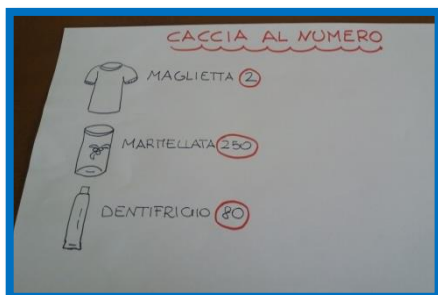 CACCIA AL NUMERO
MAGLIETTA 2
MARMELLATA 250
DENTIFRICIO 80